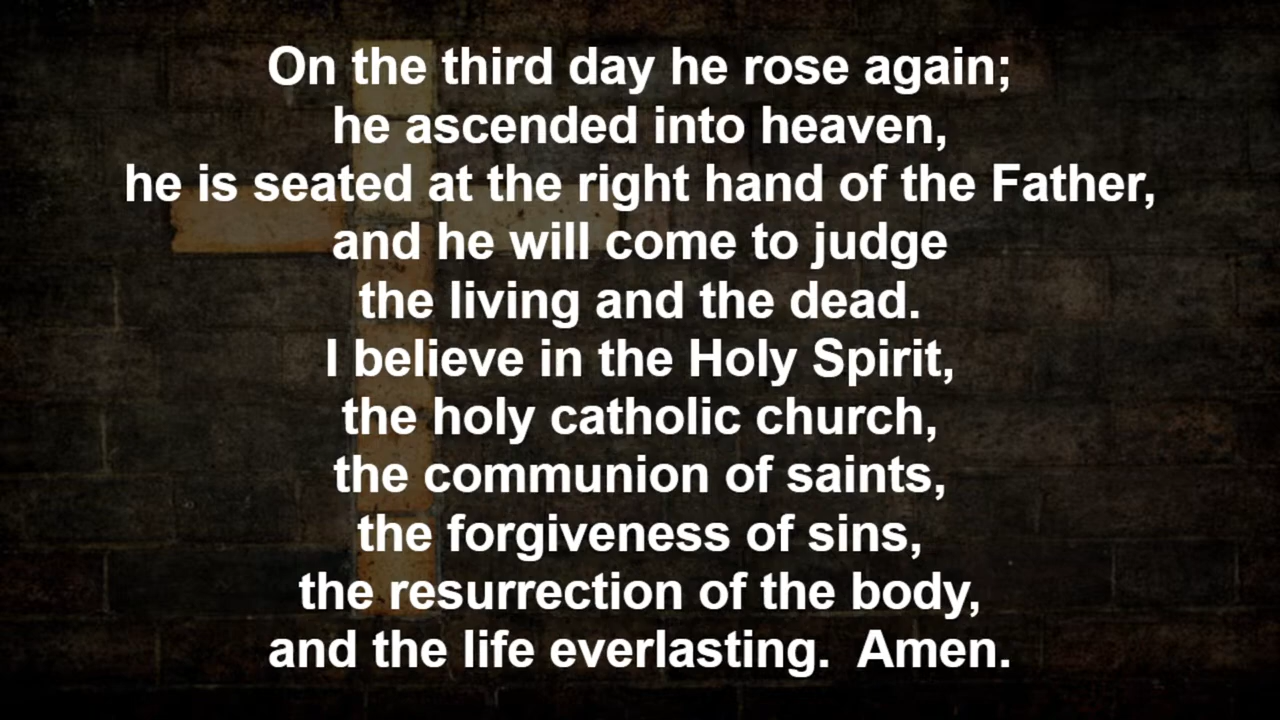 On the third day he rose again;
he ascended into heaven,
he is seated at the right hand of the Father,
and he will come to judge
the living and the dead.
I believe in the Holy Spirit,
the holy catholic church,
the communion of saints,
the forgiveness of sins,
the resurrection of the body,
and the life everlasting.  Amen.